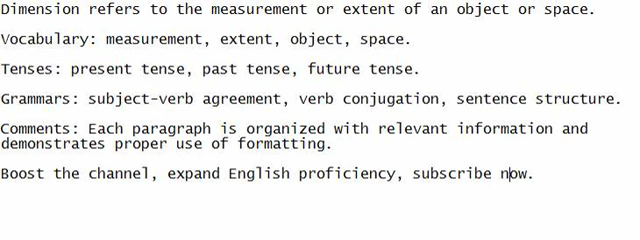 Dimension refers to the measurement or extent of an object or space.
Vocabulary: measurement, extent, object, space.
Tenses: present tense, past tense, future tense.
Grammars: subject-verb agreement, verb conjugation, sentence structure.
Comments: Each paragraph is organized with relevant information and
demonstrates proper use of formatting.
Boost the channel, expand English proficiency, subscribe now.